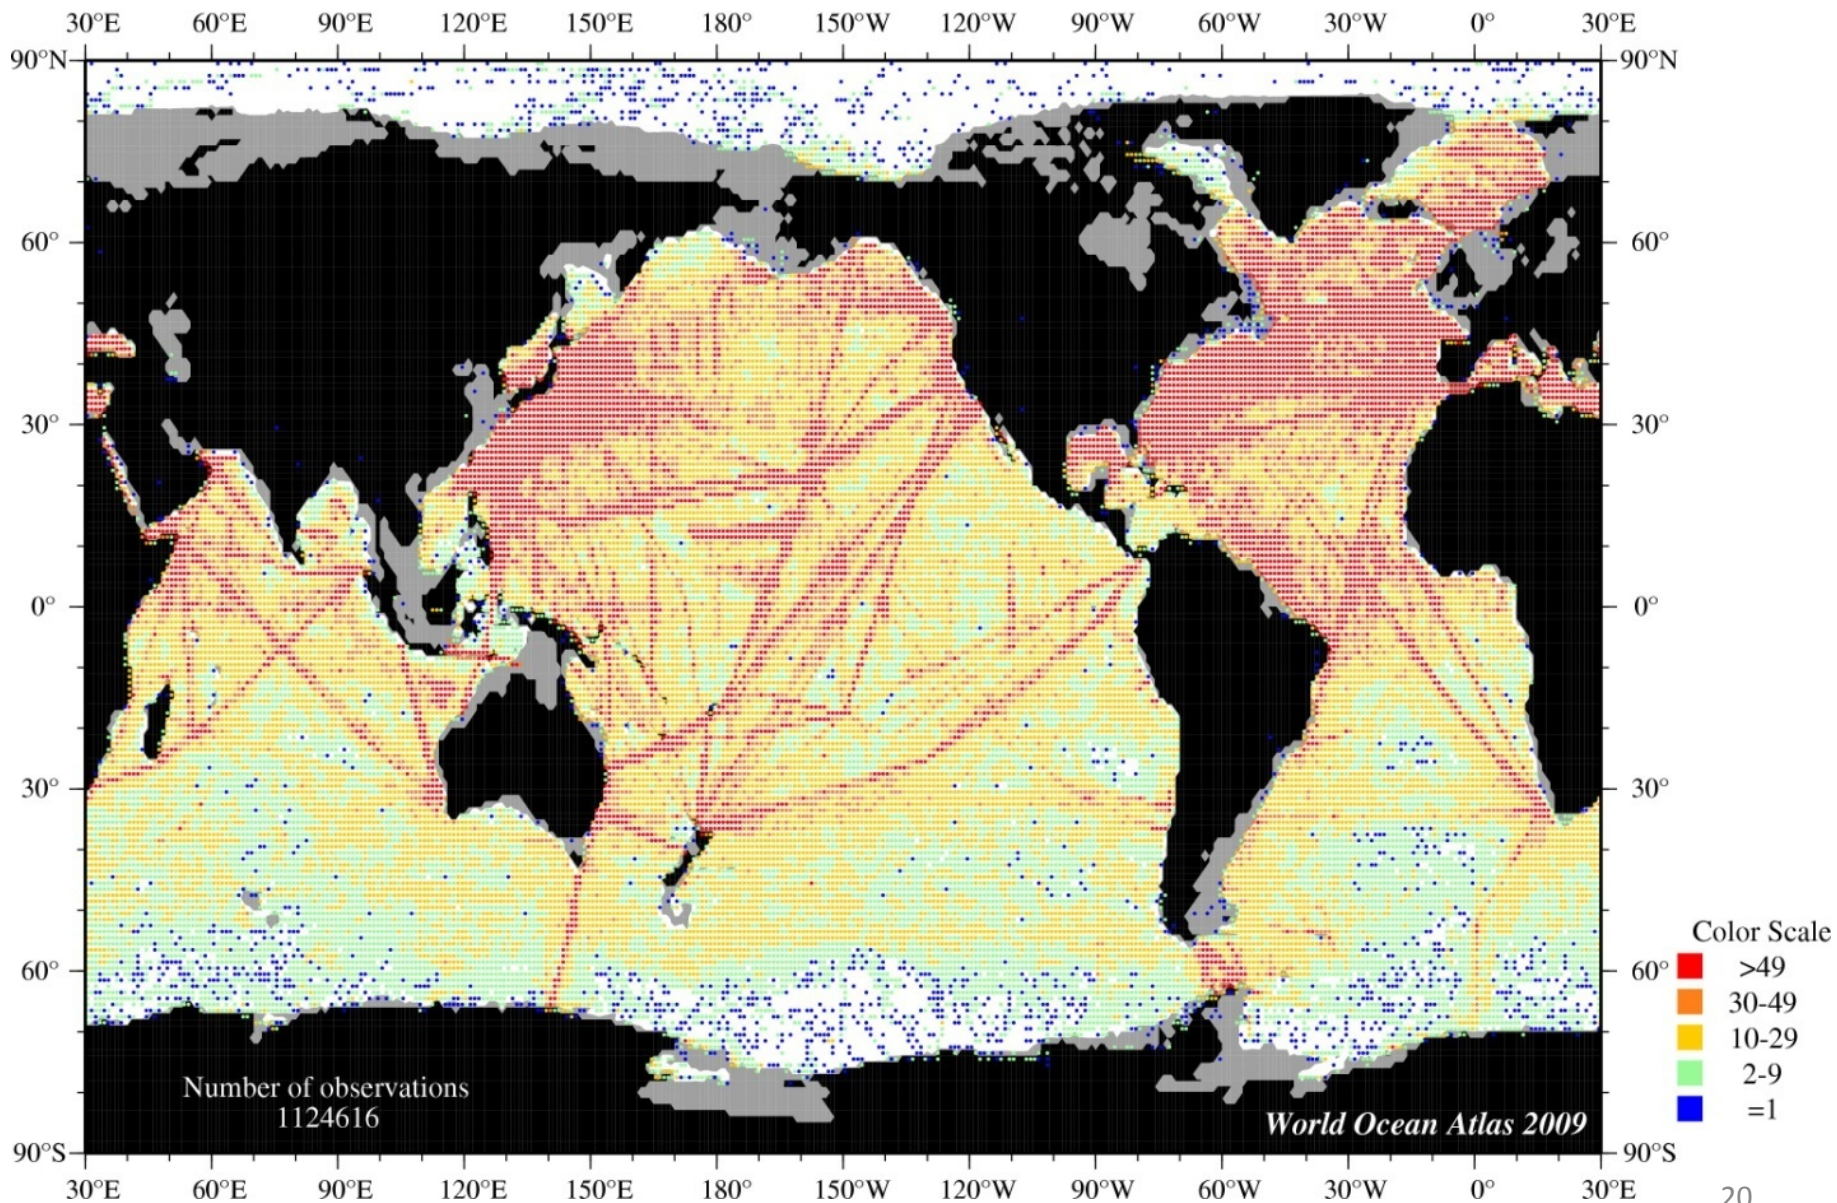 30°E 60°E 90°E 120°E 150°E 180° 150°W 120°W 90°W 60°W 30°W 0° 30°E
90°N 90°N
60° 60°
30° 30°
0° 0°
30° 30°
60° 60°
90°S 90°S
Number of observations
1124616
World Ocean Atlas 2009
30°E 60°E 90°E 120°E 150°E 180° 150°W 120°W 90°W 60°W 30°W 0° 30°E
Color Scale
>49
30-49
10-29
2-9
=1
20